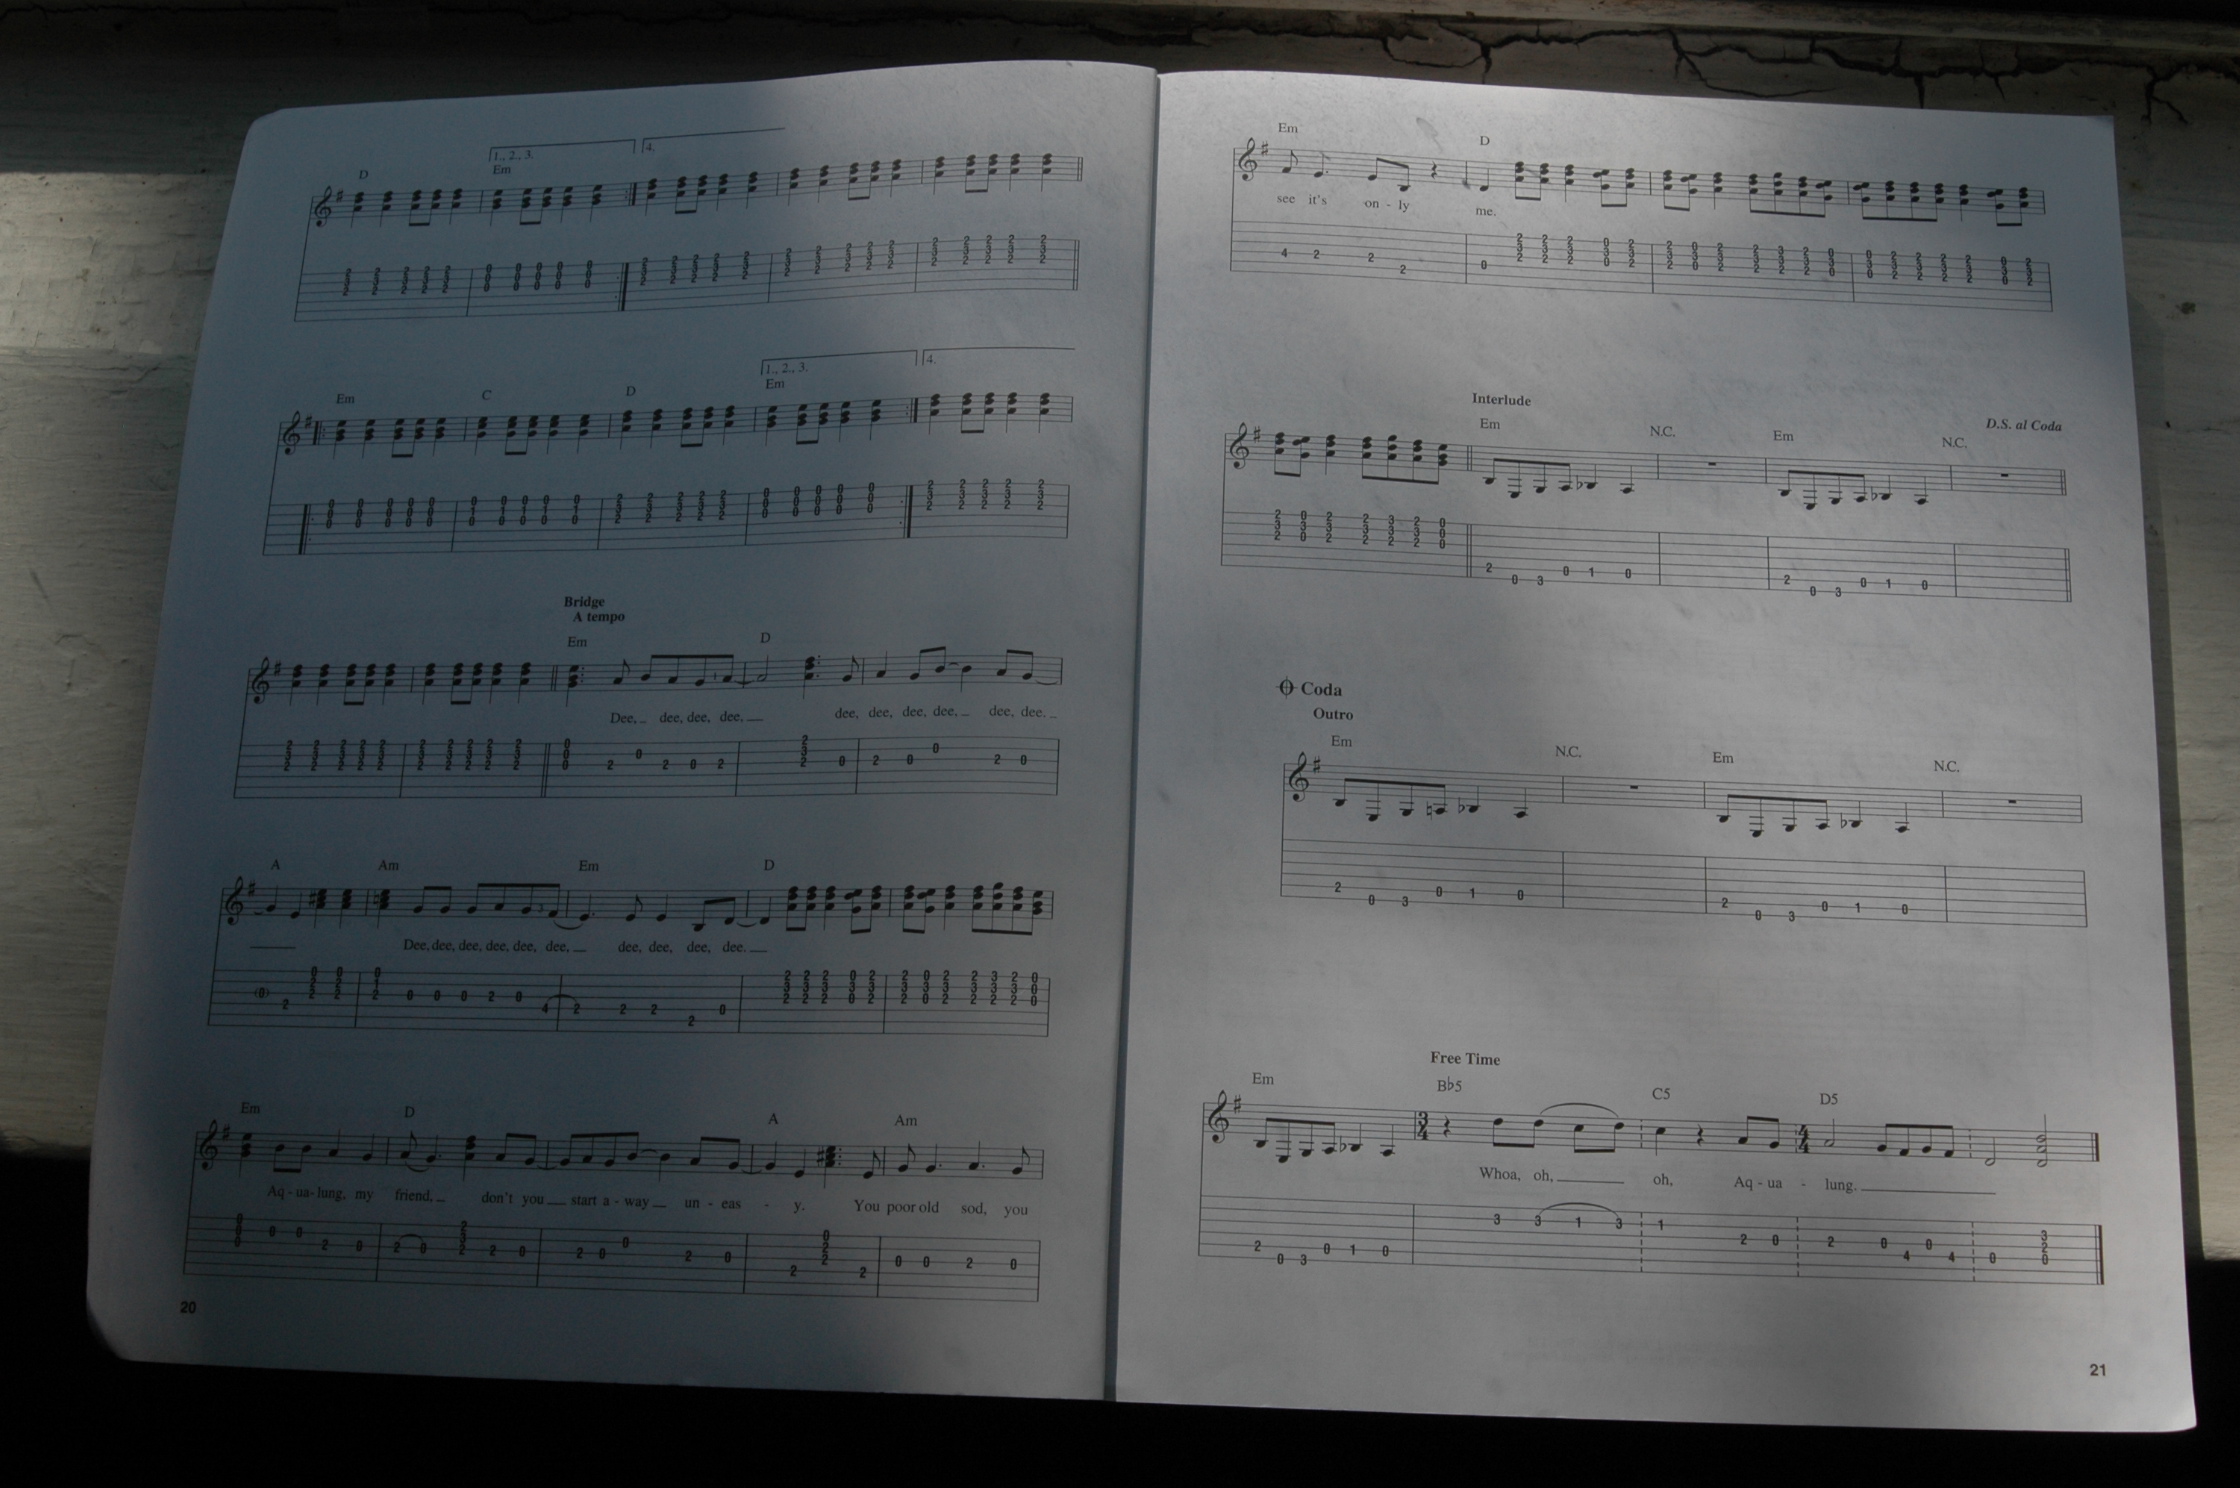 1., 2., 3. 4.
D Em
1., 2., 3. 4.
Em C D Em
Bridge
A tempo
Em D
Dee, dee, dee, dee, dee, dee, dee, dee, dee, dee.
A Am Em D
Dee, dee, dee, dee, dee, dee, dee, dee, dee, dee.
Em D A Am
Aq - ua - lung, my friend, don't you start a - way un - eas - y. You poor old sod, you
20
Em D
see it's on - ly me.
Interlude
D.S. al Coda
Em N.C. Em N.C.
Coda
Outro
Em N.C. Em N.C.
Free Time
Em B♭5 C5 D5
3/4 4/4
Whoa, oh, oh, Aq - ua - lung.
21